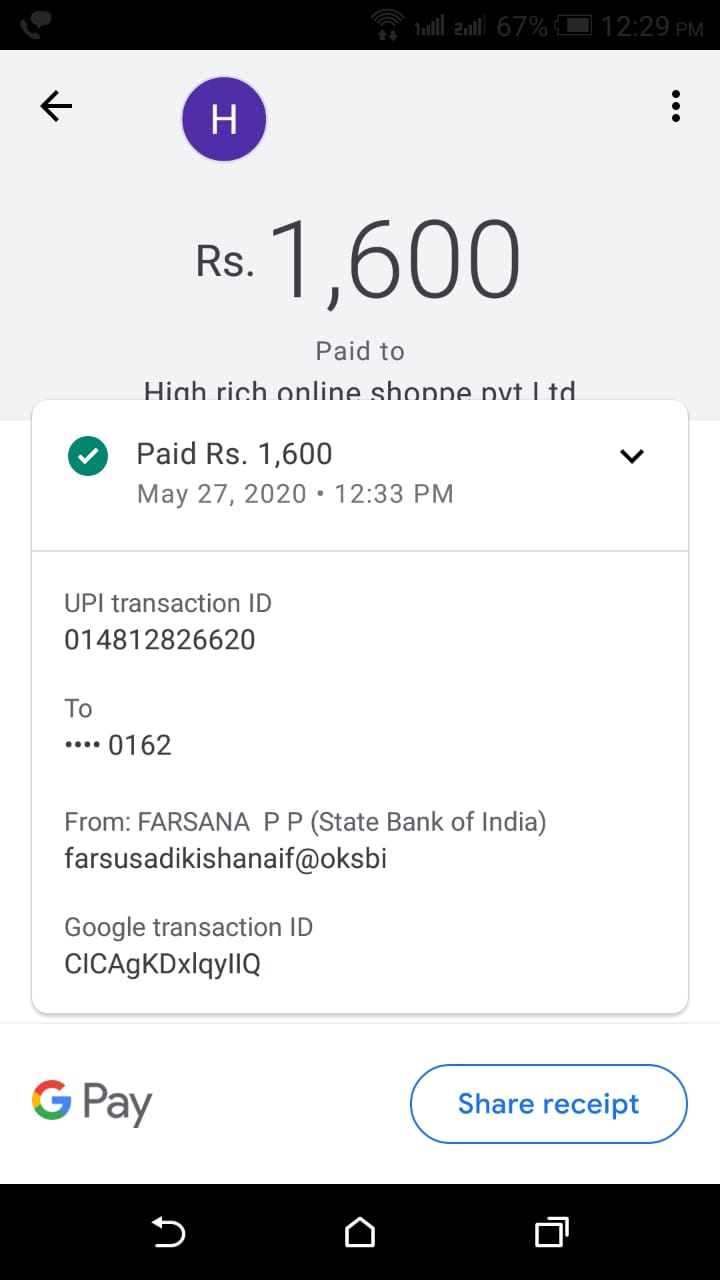 67% 12:29 PM
H
Rs. 1,600
Paid to
High rich online shoppe pvt Ltd
Paid Rs. 1,600
May 27, 2020 • 12:33 PM
UPI transaction ID
014812826620
To
•••• 0162
From: FARSANA P P (State Bank of India)
farsusadikishanaif@oksbi
Google transaction ID
CICAgKDxlqyIIQ
G Pay
Share receipt